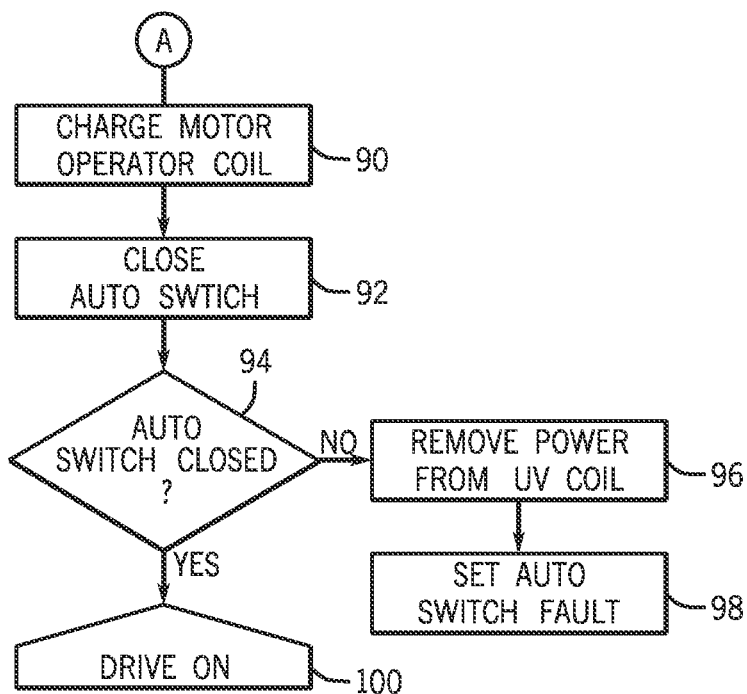 A
CHARGE MOTOR
OPERATOR COIL
90
CLOSE
AUTO SWTICH
92
94
AUTO
SWITCH CLOSED
?
NO
REMOVE POWER
FROM UV COIL
96
YES
SET AUTO
SWITCH FAULT
98
DRIVE ON
100